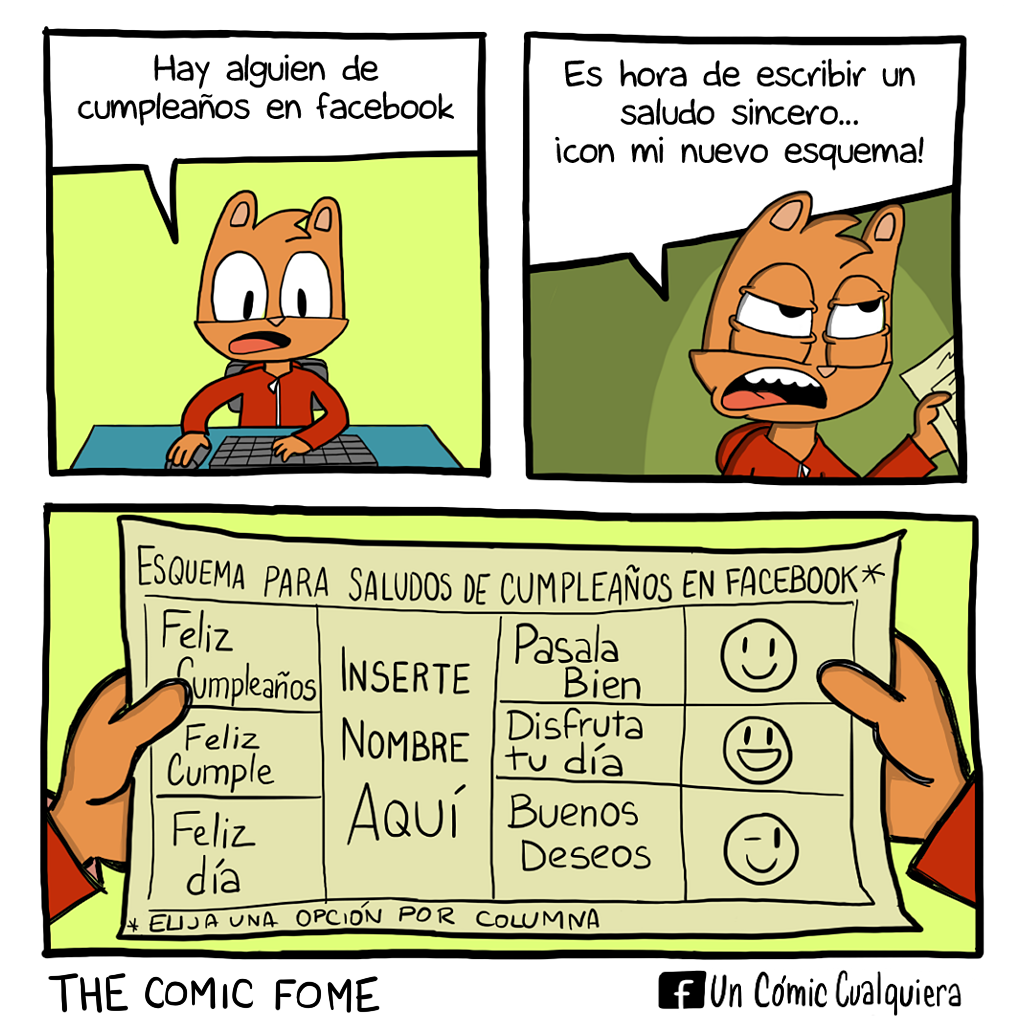 Hay alguien de
cumpleaños en facebook
Es hora de escribir un
saludo sincero...
¡con mi nuevo esquema!
ESQUEMA PARA SALUDOS DE CUMPLEAÑOS EN FACEBOOK*
Feliz
Cumpleaños
Feliz
Cumple
Feliz
día
INSERTE
NOMBRE
AQUÍ
Pasala
Bien
Disfruta
tu día
Buenos
Deseos
* ELIJA UNA OPCIÓN POR COLUMNA
THE COMIC FOME
f Un Cómic Cualquiera